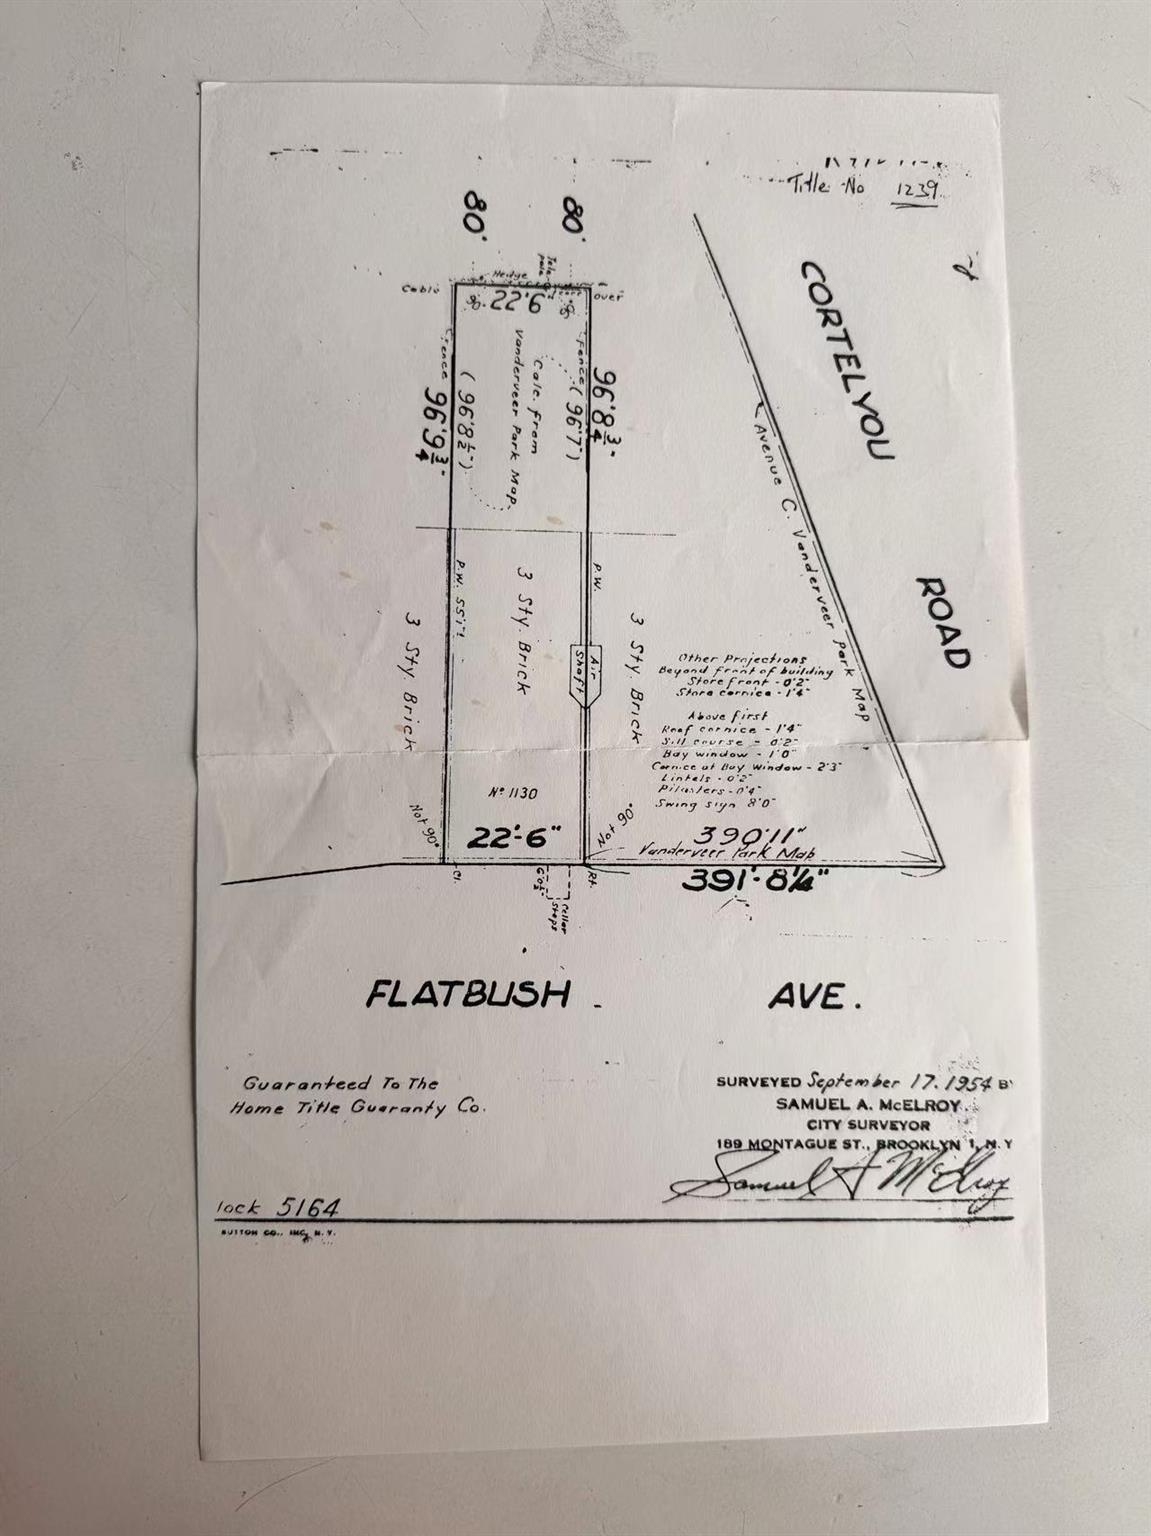 Title No 1239
CORTELYOU
ROAD
80'
80'
Tele
pole
Hedge
Cable
over
22'6"
Fence
96'9¾"
(96'8½")
Calc. from
Vanderveer Park Map.
Fence
(96'7")
96'8¾"
Avenue C. Vanderveer Park Map
P.W.
P.W.
3 Sty. Brick
3 Sty. Brick
3 Sty. Brick
Air
Shaft
Other Projections
Beyond front of building
Store front - 0'2"
Store cornice - 1'4"
Above first
Roof cornice - 1'4"
Sill course - 0'2"
Bay window - 1'0"
Cornice at Bay Window - 2'3"
Lintels - 0'2"
Pilasters - 0'4"
Swing sign 8'0"
Nº 1130
Not 90°
22'-6"
Not 90°
390'11"
Vanderveer Park Map
391'-8¼"
Cl.
Rt.
Cellar
Steps
FLATBUSH AVE.
Guaranteed To The
Home Title Guaranty Co.
SURVEYED September 17, 1954 B
SAMUEL A. McELROY
CITY SURVEYOR
189 MONTAGUE ST., BROOKLYN 1, N.Y
Samuel A McElroy
lock 5164
BUTTON CO., INC. N.Y.